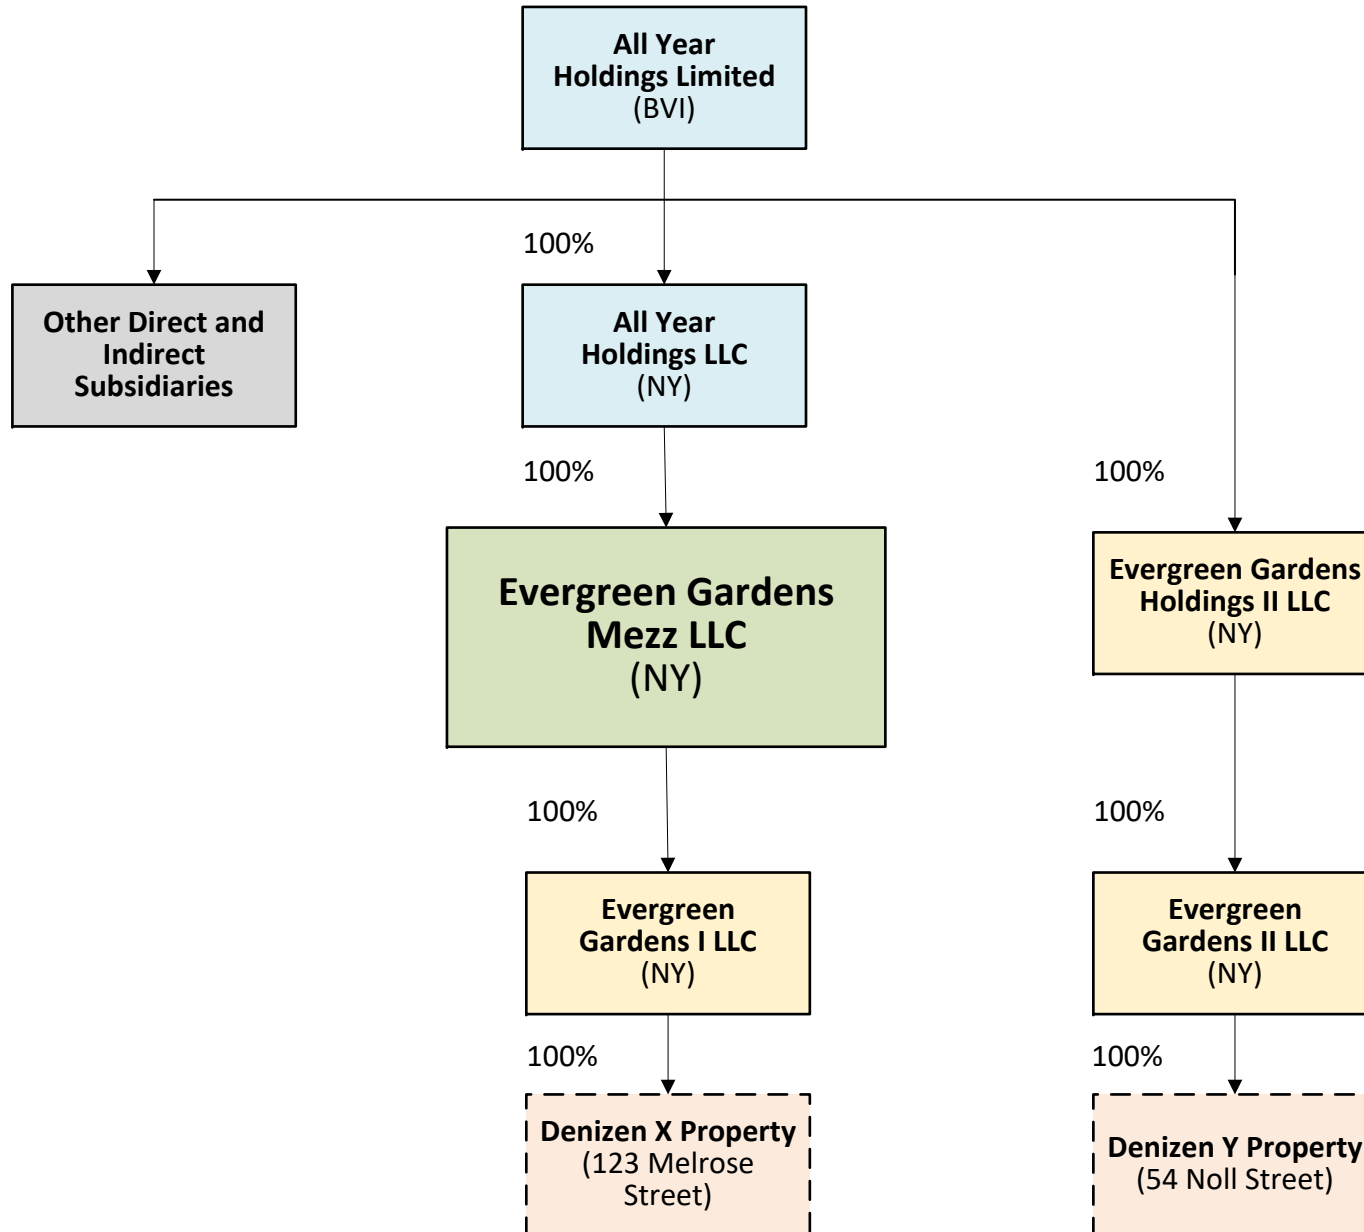 All Year
Holdings Limited
(BVI)
100%
Other Direct and
Indirect
Subsidiaries
All Year
Holdings LLC
(NY)
100%
100%
Evergreen Gardens
Mezz LLC
(NY)
Evergreen Gardens
Holdings II LLC
(NY)
100%
100%
Evergreen
Gardens I LLC
(NY)
Evergreen
Gardens II LLC
(NY)
100%
100%
Denizen X Property
(123 Melrose
Street)
Denizen Y Property
(54 Noll Street)